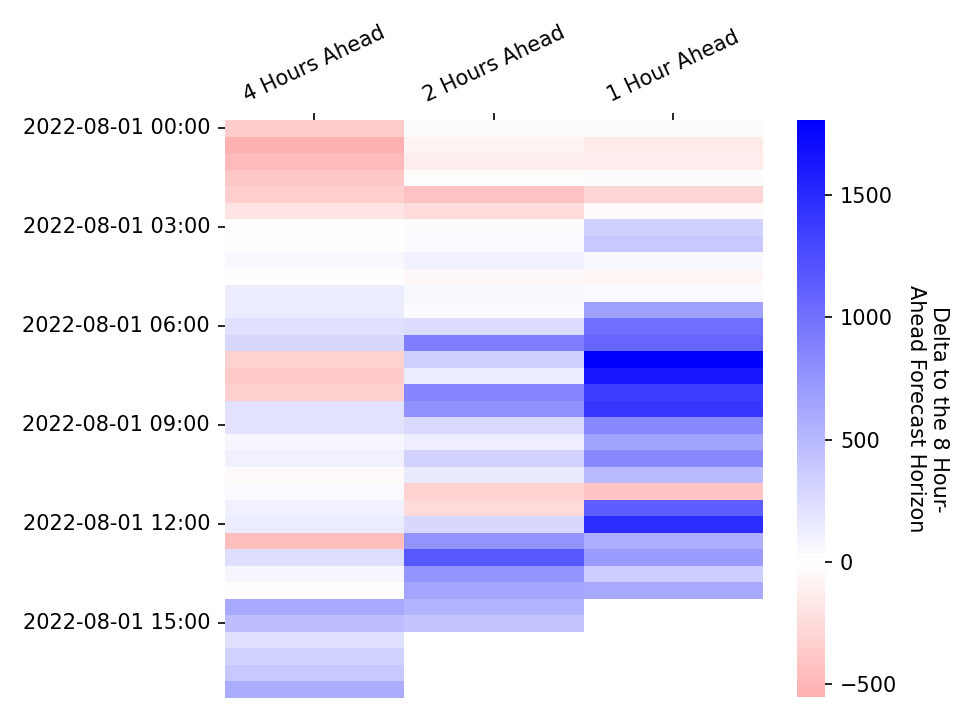 4 Hours Ahead
2 Hours Ahead
1 Hour Ahead
2022-08-01 00:00
2022-08-01 03:00
2022-08-01 06:00
2022-08-01 09:00
2022-08-01 12:00
2022-08-01 15:00
1500
1000
500
0
−500
Delta to the 8 Hour-
Ahead Forecast Horizon